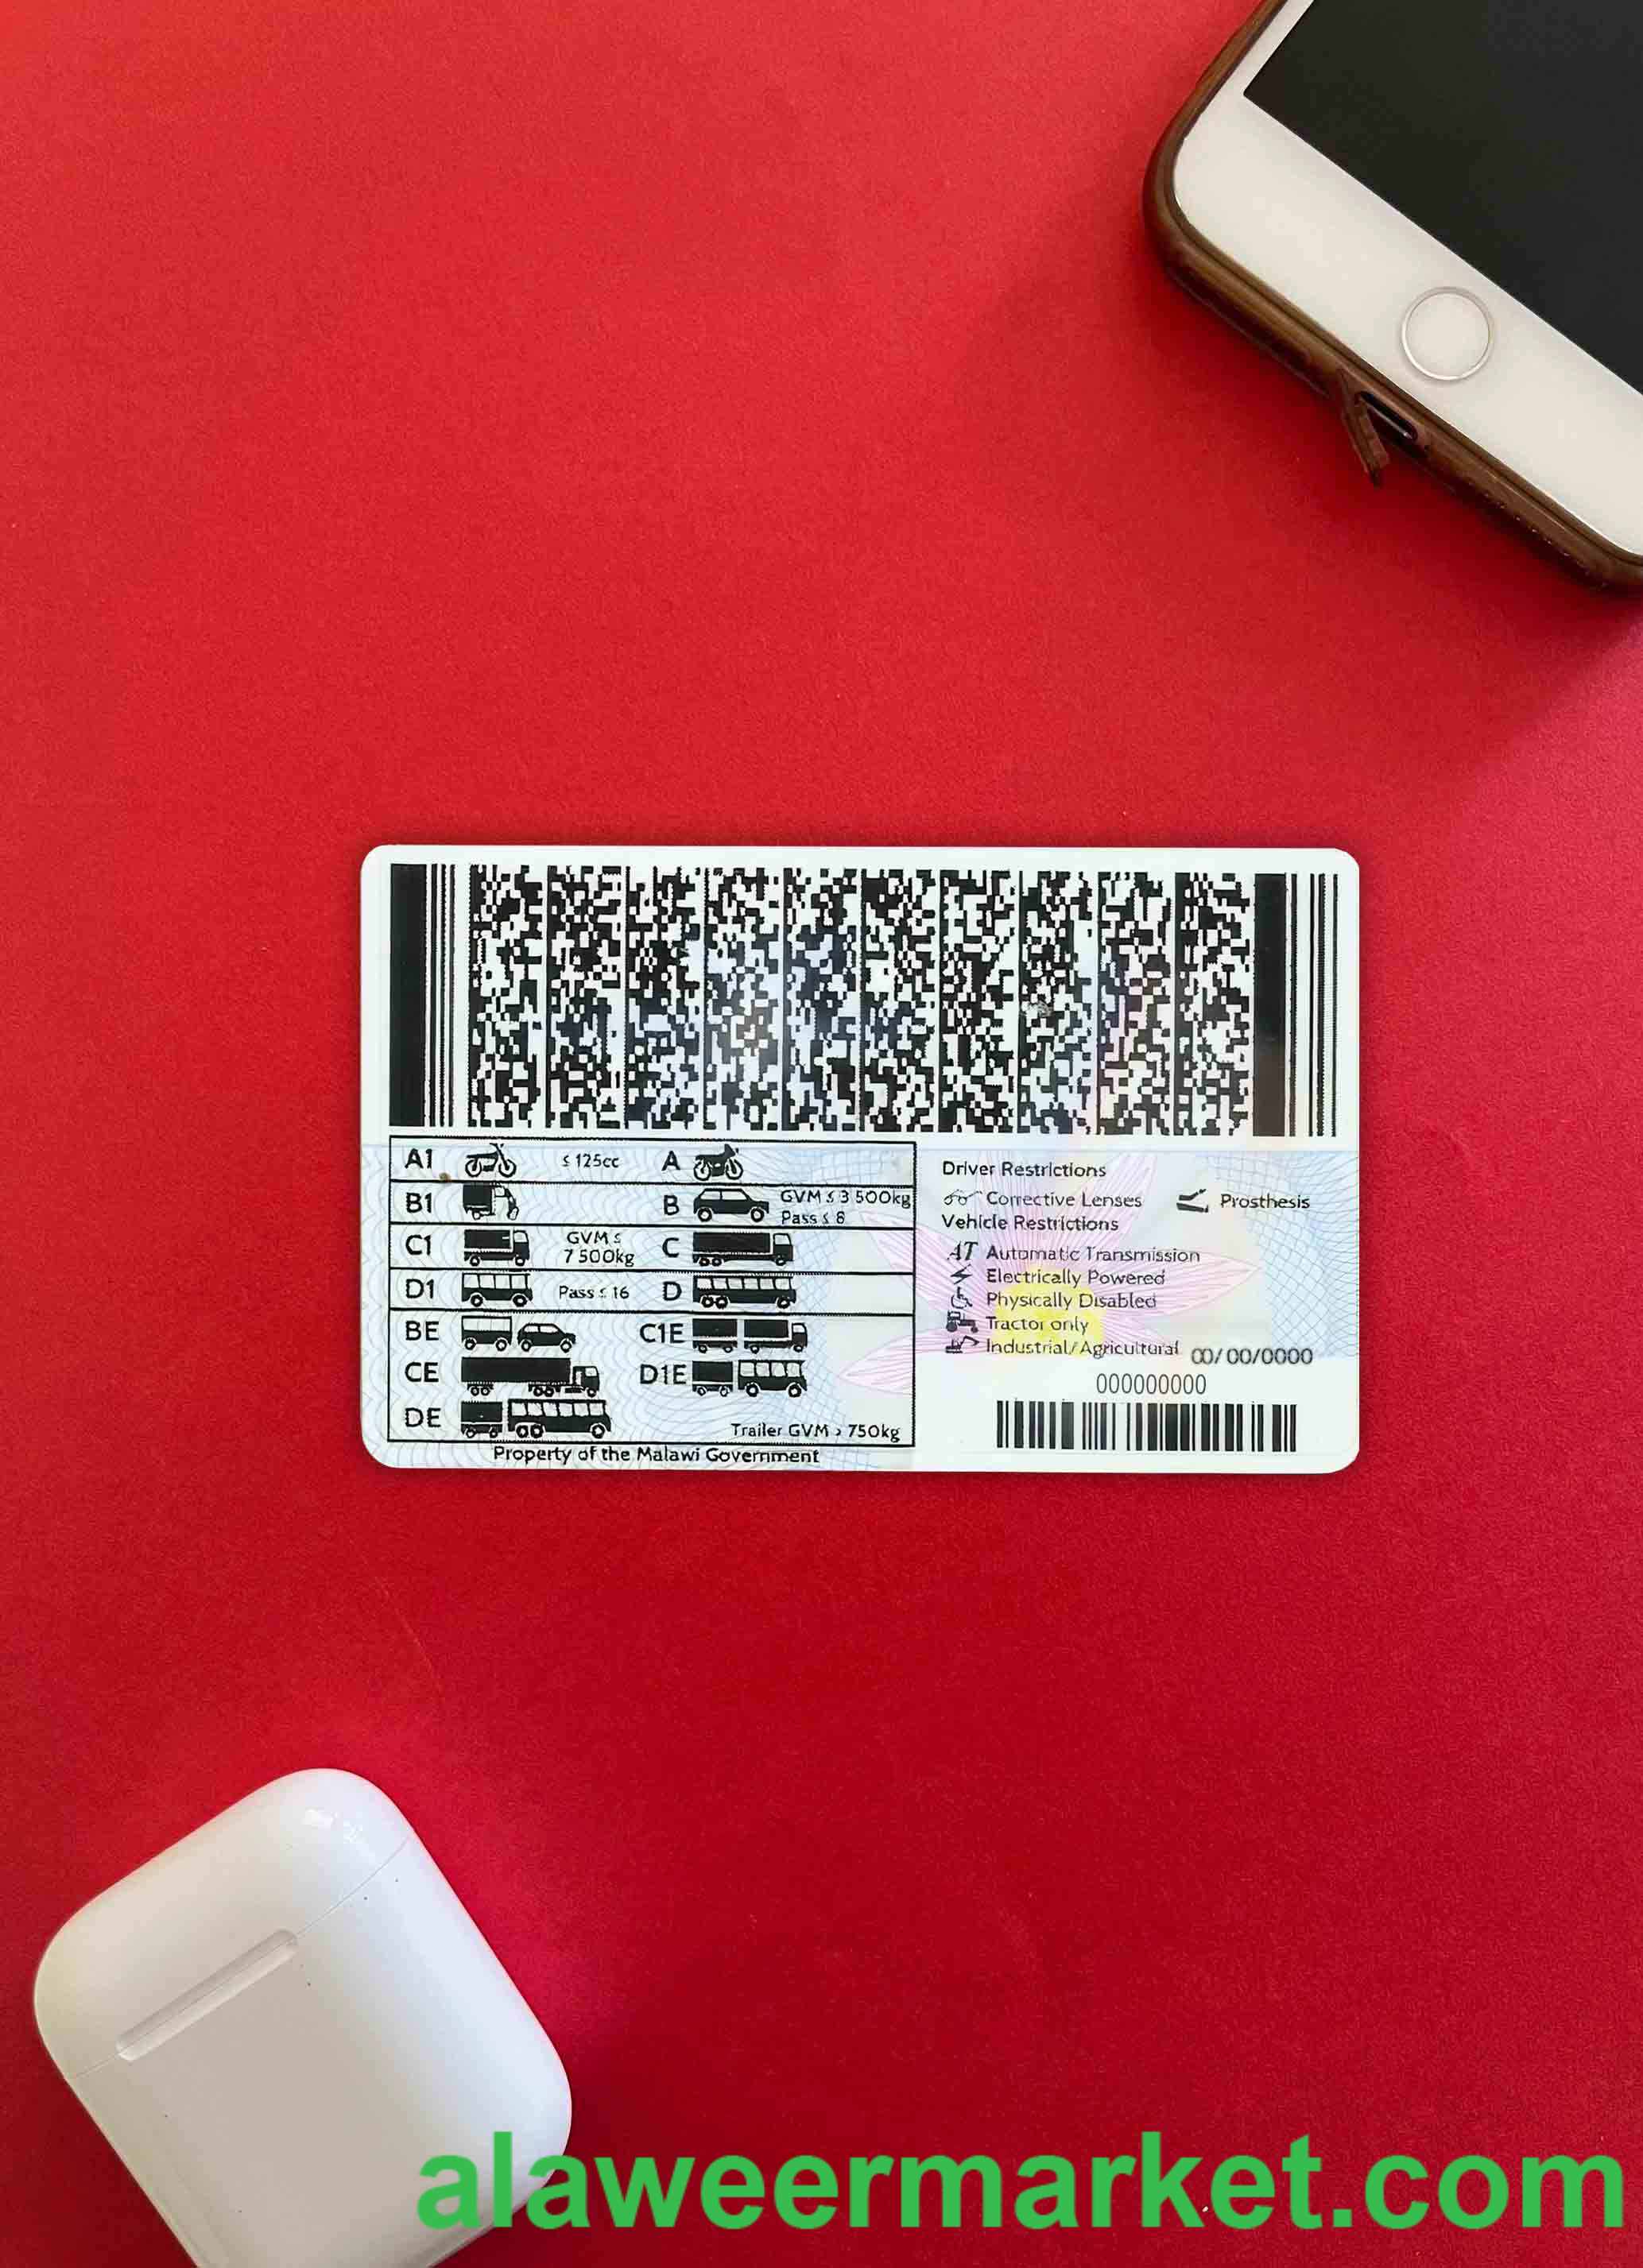 A1 ≤ 125cc A
B1 B GVM ≤ 3 500kg
Pass ≤ 8
C1 GVM ≤
7 500kg C
D1 Pass ≤ 16 D
BE C1E
CE D1E
DE Trailer GVM > 750kg
Property of the Malawi Government
Driver Restrictions
Corrective Lenses Prosthesis
Vehicle Restrictions
AT Automatic Transmission
Electrically Powered
Physically Disabled
Tractor only
Industrial/Agricultural 00/00/0000
000000000
alaweermarket.com